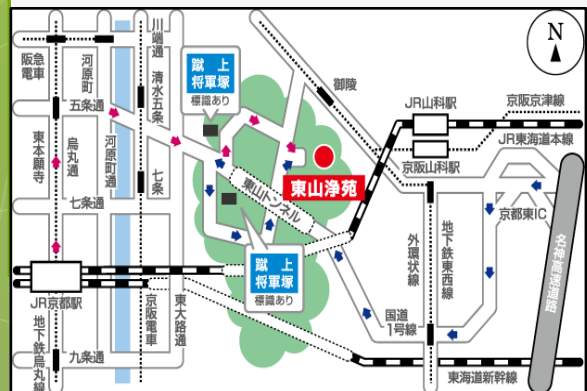 阪急電車
河原町
川端通
清水五条
蹴上
将軍塚
標識あり
御陵
N
JR山科駅
京阪京津線
JR東海道本線
京阪山科駅
五条通
東本願寺
烏丸通
河原町通
七条
七条通
東山トンネル
東山浄苑
京都東IC
外環状線
地下鉄東西線
名神高速道路
蹴上
将軍塚
標識あり
国道
1号線
JR京都駅
地下鉄烏丸線
京阪電車
東大路通
九条通
東海道新幹線